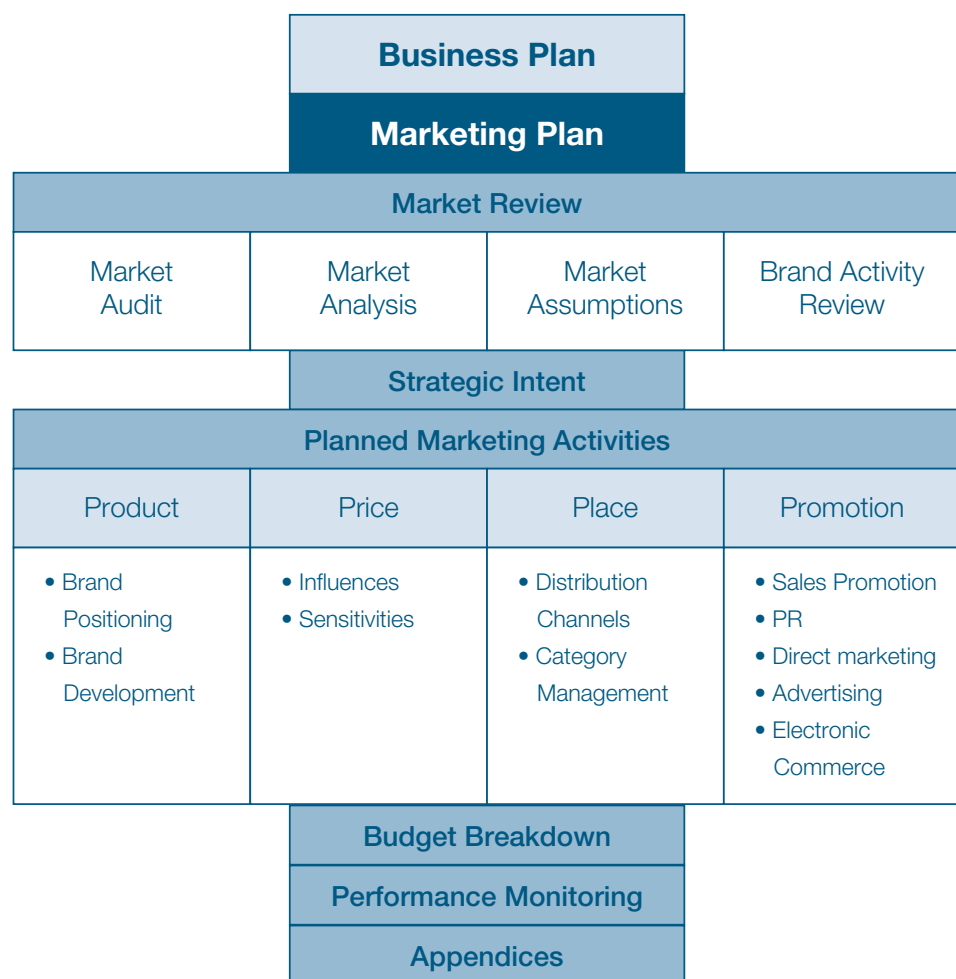 Business Plan
Marketing Plan
Market Review
Market
Audit
Market
Analysis
Market
Assumptions
Brand Activity
Review
Strategic Intent
Planned Marketing Activities
Product
Price
Place
Promotion
• Brand
Positioning
• Brand
Development
• Influences
• Sensitivities
• Distribution
Channels
• Category
Management
• Sales Promotion
• PR
• Direct marketing
• Advertising
• Electronic
Commerce
Budget Breakdown
Performance Monitoring
Appendices